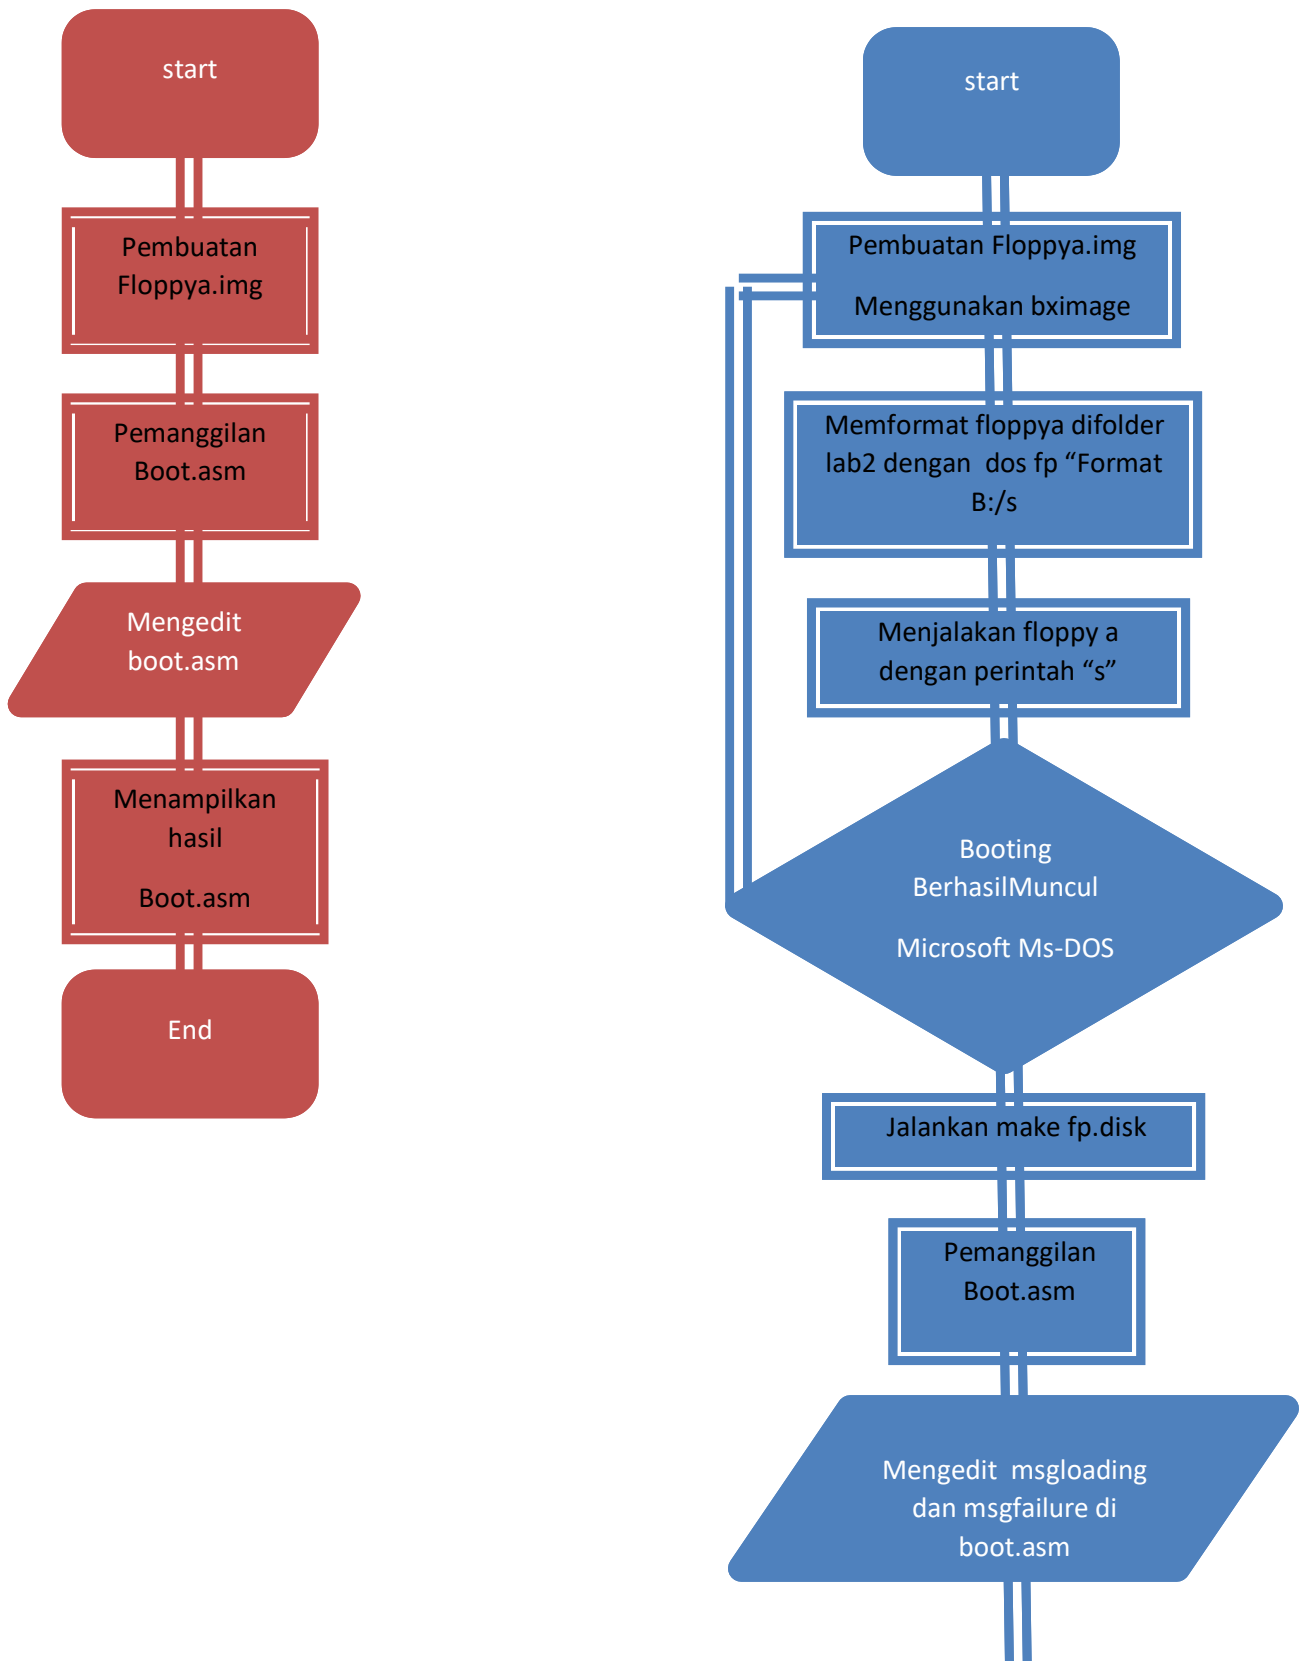 start
Pembuatan
Floppya.img
Pemanggilan
Boot.asm
Mengedit
boot.asm
Menampilkan
hasil
Boot.asm
End
start
Pembuatan Floppya.img
Menggunakan bximage
Memformat floppya difolder
lab2 dengan  dos fp “Format
B:/s
Menjalakan floppy a
dengan perintah “s”
Booting
BerhasilMuncul
Microsoft Ms-DOS
Jalankan make fp.disk
Pemanggilan
Boot.asm
Mengedit  msgloading
dan msgfailure di
boot.asm